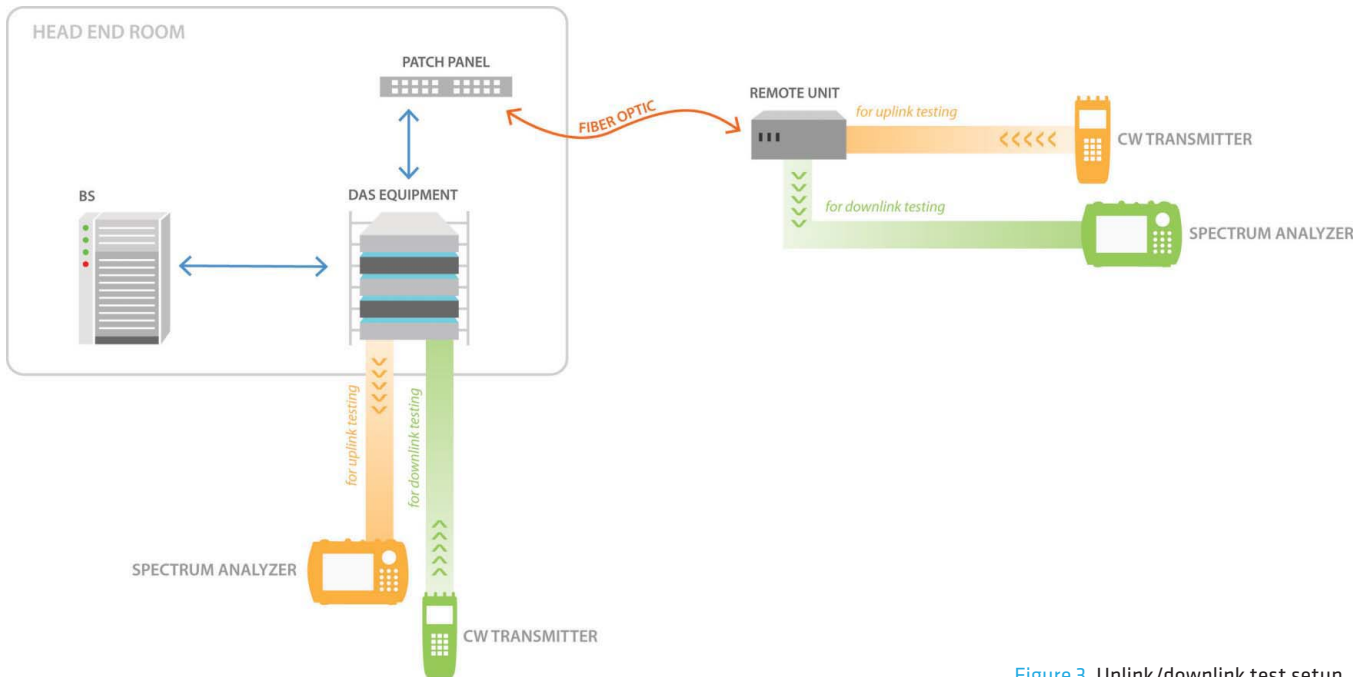 HEAD END ROOM
PATCH PANEL
FIBER OPTIC
REMOTE UNIT
for uplink testing
CW TRANSMITTER
for downlink testing
SPECTRUM ANALYZER
BS
DAS EQUIPMENT
for uplink testing
for downlink testing
SPECTRUM ANALYZER
CW TRANSMITTER
Figure 3. Uplink/downlink test setup